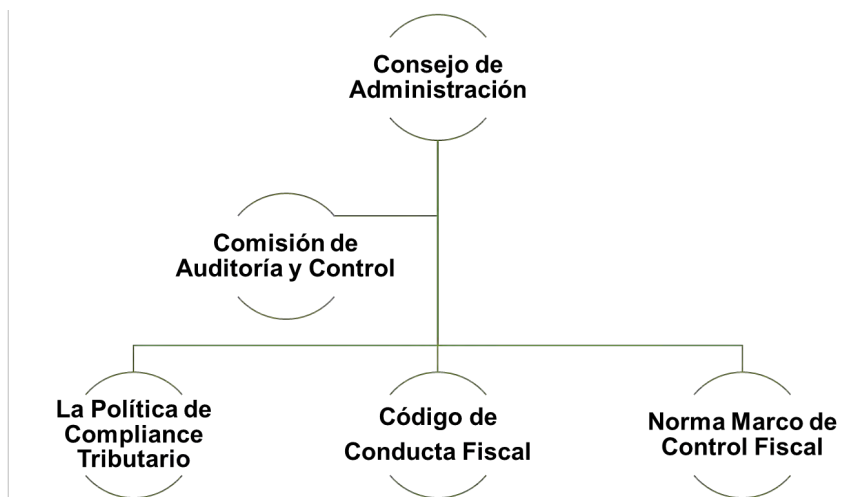 Consejo de
Administración
Comisión de
Auditoría y Control
La Política de
Compliance
Tributario
Código de
Conducta Fiscal
Norma Marco de
Control Fiscal